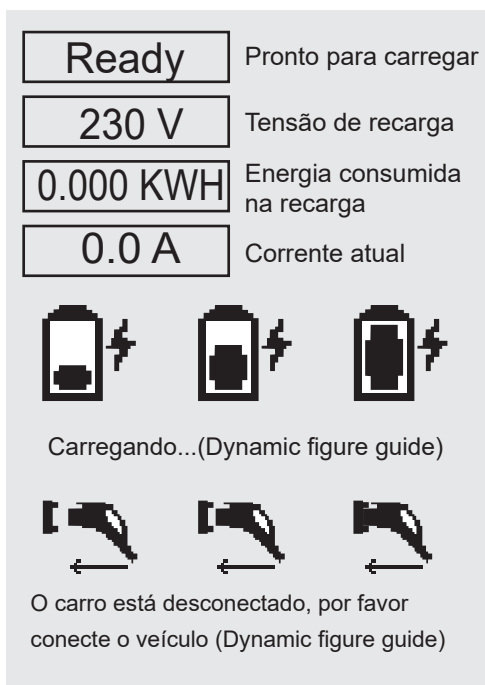 Ready
Pronto para carregar
230 V
Tensão de recarga
0.000 KWH
Energia consumida
na recarga
0.0 A
Corrente atual
Carregando...(Dynamic figure guide)
O carro está desconectado, por favor
conecte o veículo (Dynamic figure guide)